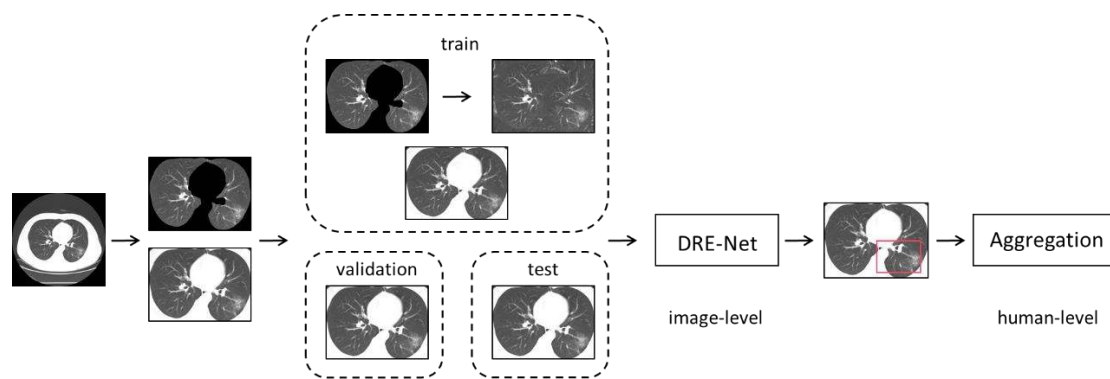 train
validation
test
DRE-Net
Aggregation
image-level
human-level